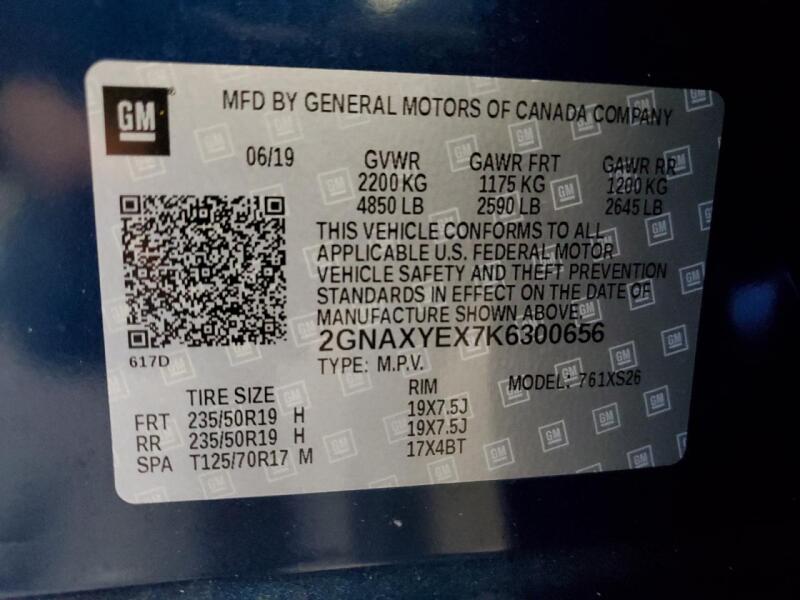 GM
MFD BY GENERAL MOTORS OF CANADA COMPANY
06/19 GVWR GAWR FRT GAWR RR
2200 KG 1175 KG 1200 KG
4850 LB 2590 LB 2645 LB
THIS VEHICLE CONFORMS TO ALL
APPLICABLE U.S. FEDERAL MOTOR
VEHICLE SAFETY AND THEFT PREVENTION
STANDARDS IN EFFECT ON THE DATE OF
MANUFACTURE SHOWN ABOVE.
2GNAXYEX7K6300656
617D
TYPE: M.P.V. MODEL: 761XS26
TIRE SIZE RIM
FRT 235/50R19 H 19X7.5J
RR 235/50R19 H 19X7.5J
SPA T125/70R17 M 17X4BT